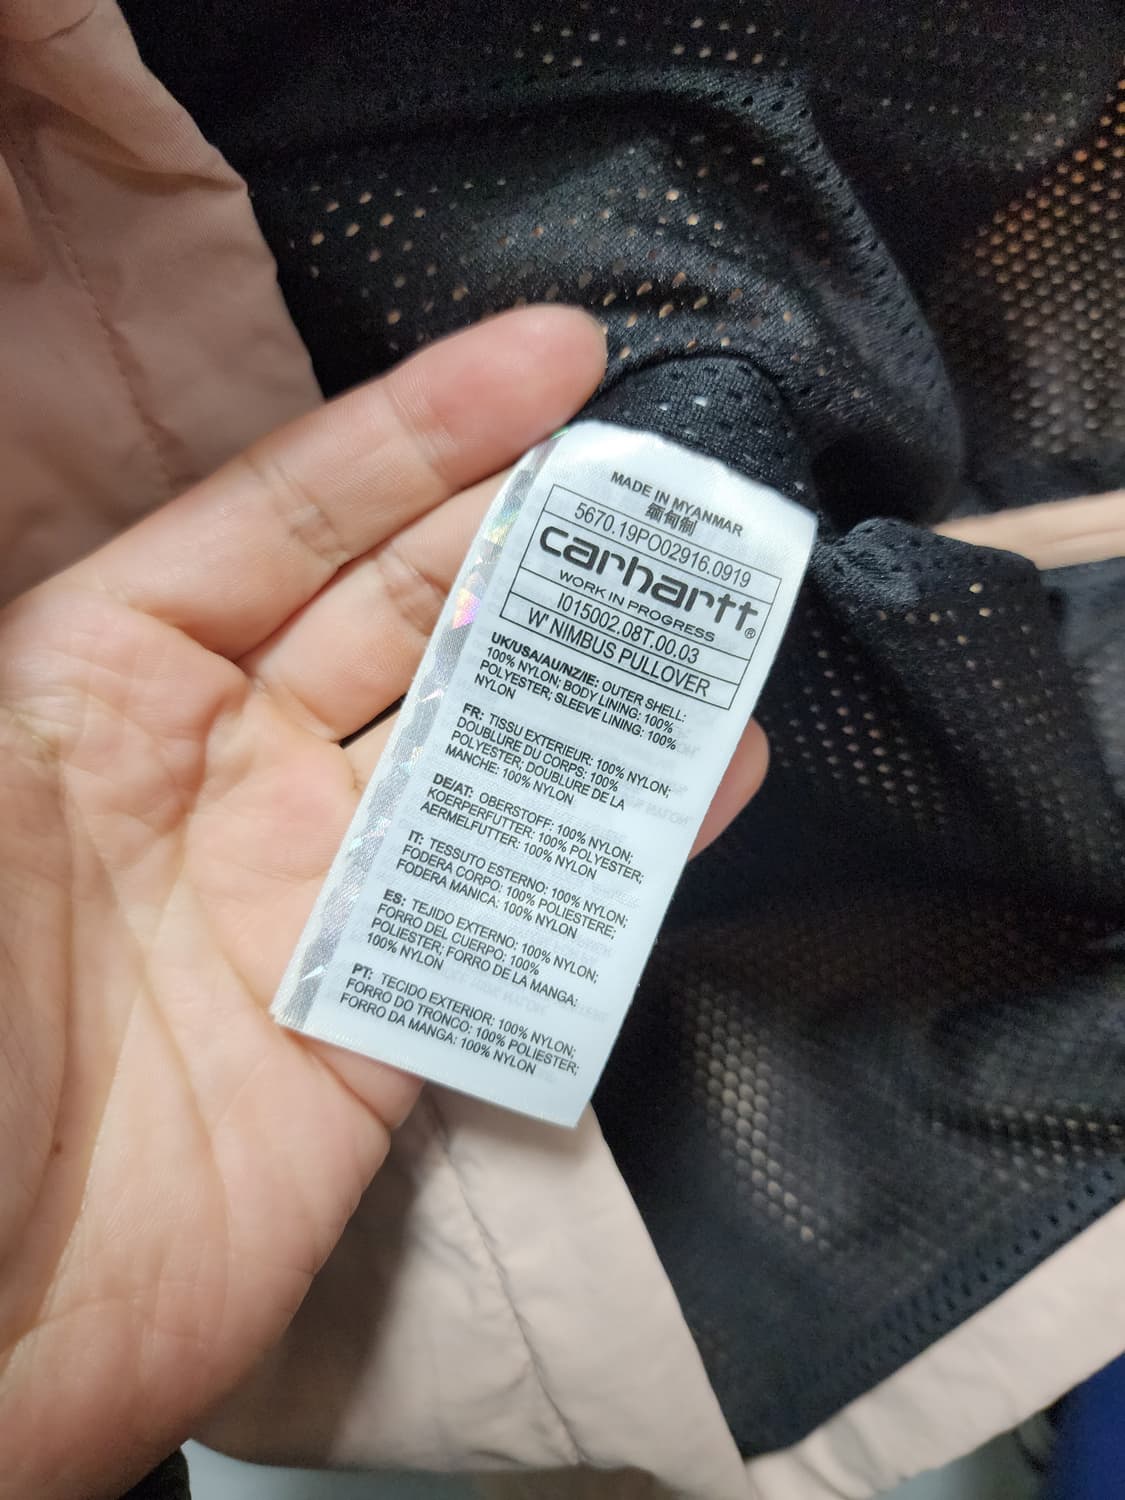 MADE IN MYANMAR
缅甸制
5670.19PO02916.0919
carhartt®
WORK IN PROGRESS
I015002.08T.00.03
W' NIMBUS PULLOVER
UK/USA/AU/NZ/IE: OUTER SHELL:
100% NYLON; BODY LINING: 100%
POLYESTER; SLEEVE LINING: 100%
NYLON
FR: TISSU EXTERIEUR: 100% NYLON;
DOUBLURE DU CORPS: 100%
POLYESTER; DOUBLURE DE LA
MANCHE: 100% NYLON
DE/AT: OBERSTOFF: 100% NYLON;
KOERPERFUTTER: 100% POLYESTER;
AERMELFUTTER: 100% NYLON
IT: TESSUTO ESTERNO: 100% NYLON;
FODERA CORPO: 100% POLIESTERE;
FODERA MANICA: 100% NYLON
ES: TEJIDO EXTERNO: 100% NYLON;
FORRO DEL CUERPO: 100%
POLIESTER; FORRO DE LA MANGA:
100% NYLON
PT: TECIDO EXTERIOR: 100% NYLON;
FORRO DO TRONCO: 100% POLIESTER;
FORRO DA MANGA: 100% NYLON